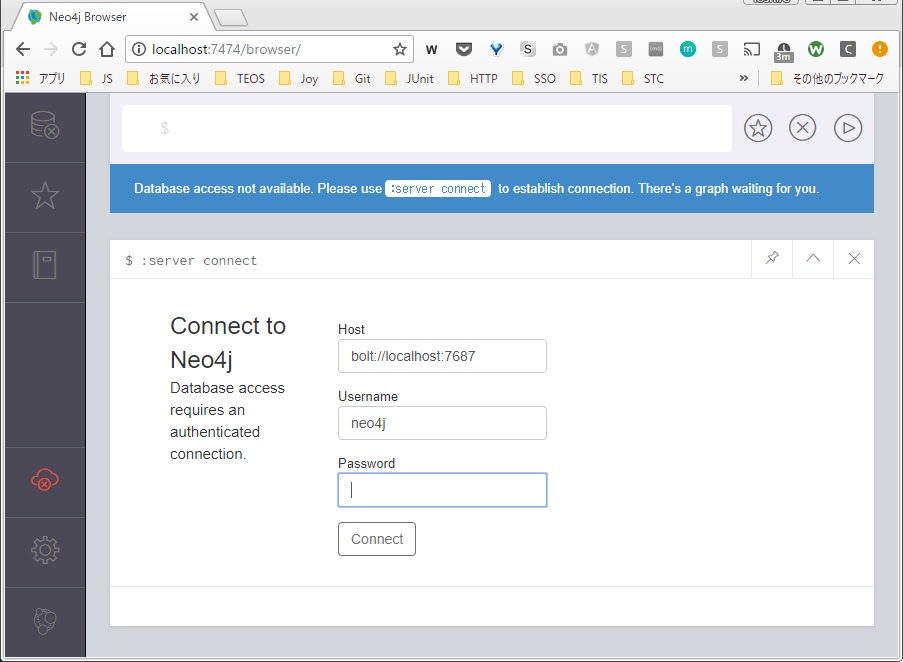 Neo4j Browser
localhost:7474/browser/
W
S
S
S
C
3m
アプリ JS お気に入り TEOS Joy Git JUnit HTTP SSO TIS STC » その他のブックマーク
$
Database access not available. Please use :server connect to establish connection. There's a graph waiting for you.
$ :server connect
Connect to
Neo4j
Database access
requires an
authenticated
connection.
Host
bolt://localhost:7687
Username
neo4j
Password
Connect